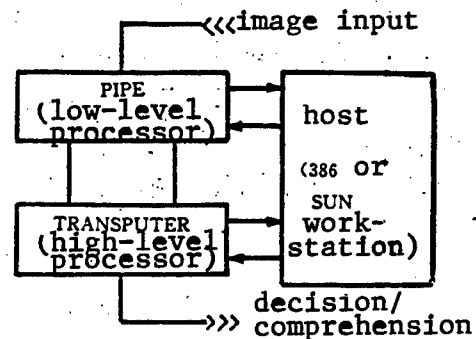 <<<image input
PIPE
(low-level
processor)
host
(386 or
SUN
work-
station)
TRANSPUTER
(high-level
processor)
>>> decision/
comprehension